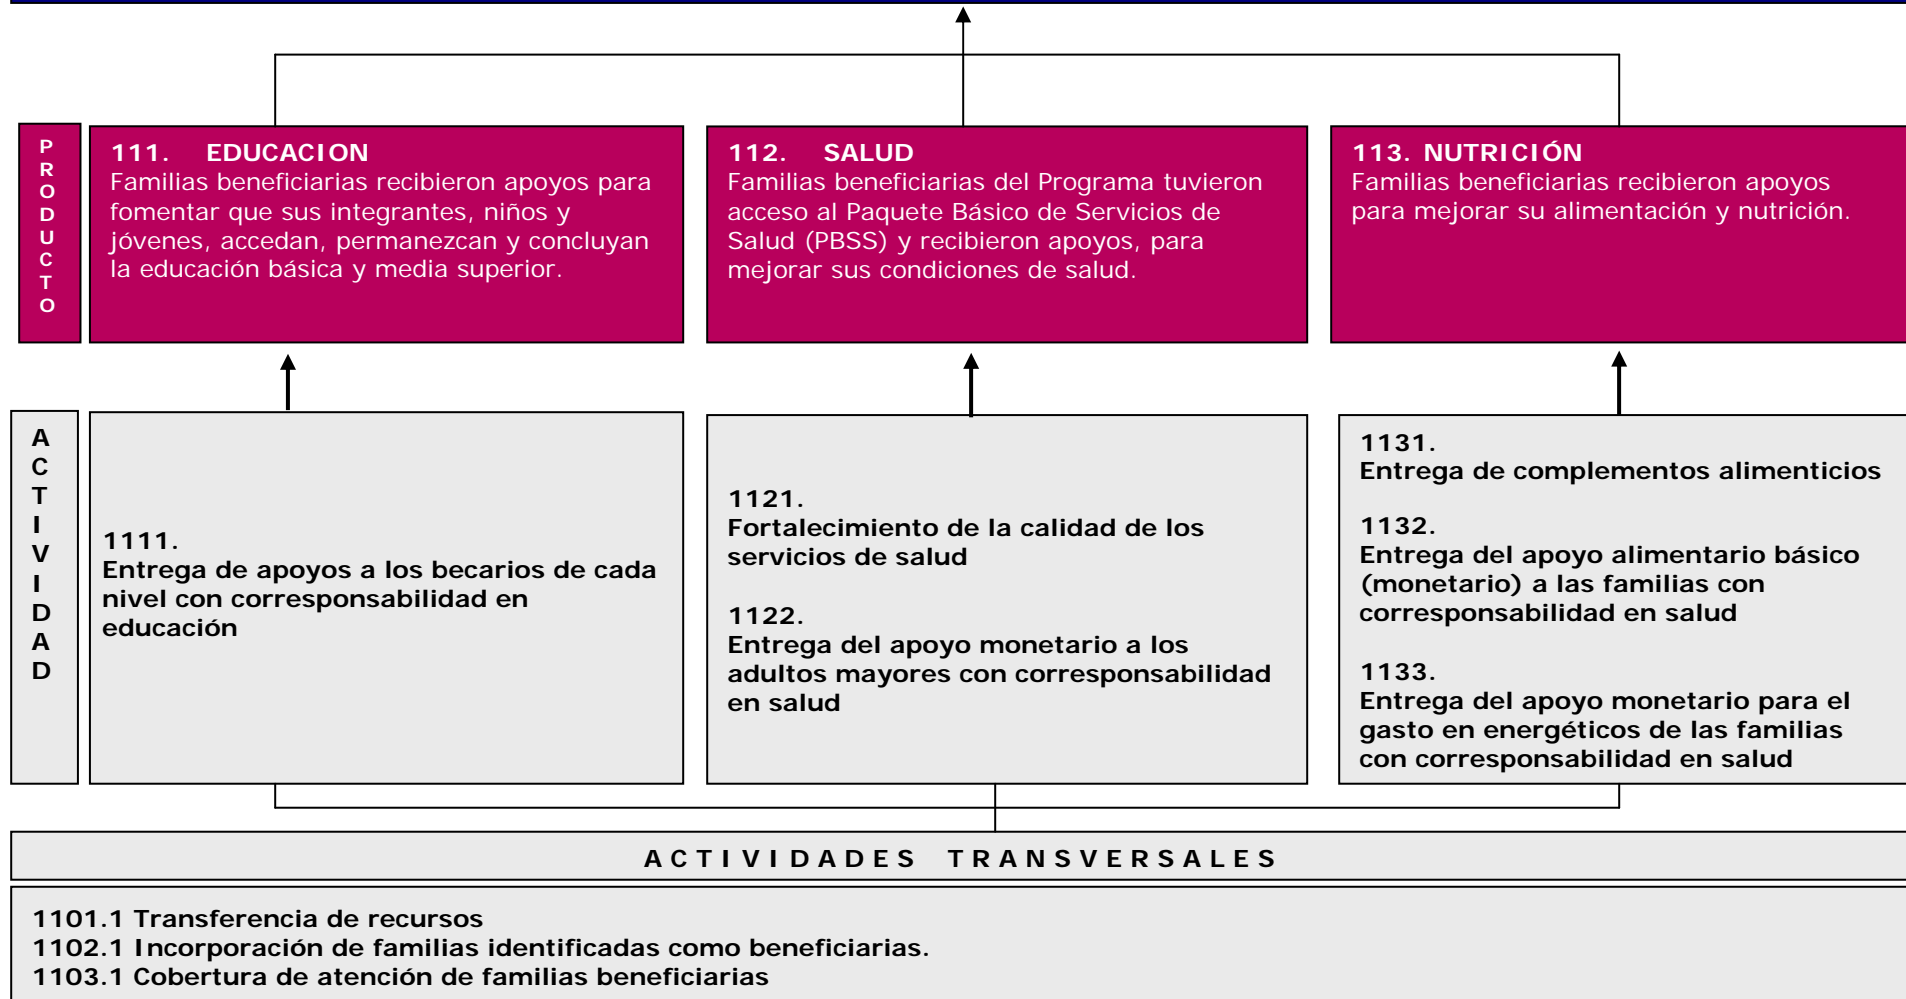 PRODUCTO
111. EDUCACION
Familias beneficiarias recibieron apoyos para
fomentar que sus integrantes, niños y
jóvenes, accedan, permanezcan y concluyan
la educación básica y media superior.
112. SALUD
Familias beneficiarias del Programa tuvieron
acceso al Paquete Básico de Servicios de
Salud (PBSS) y recibieron apoyos, para
mejorar sus condiciones de salud.
113. NUTRICIÓN
Familias beneficiarias recibieron apoyos
para mejorar su alimentación y nutrición.
ACTIVIDAD
1111.
Entrega de apoyos a los becarios de cada
nivel con corresponsabilidad en
educación
1121.
Fortalecimiento de la calidad de los
servicios de salud
1122.
Entrega del apoyo monetario a los
adultos mayores con corresponsabilidad
en salud
1131.
Entrega de complementos alimenticios
1132.
Entrega del apoyo alimentario básico
(monetario) a las familias con
corresponsabilidad en salud
1133.
Entrega del apoyo monetario para el
gasto en energéticos de las familias
con corresponsabilidad en salud
ACTIVIDADES TRANSVERSALES
1101.1 Transferencia de recursos
1102.1 Incorporación de familias identificadas como beneficiarias.
1103.1 Cobertura de atención de familias beneficiarias